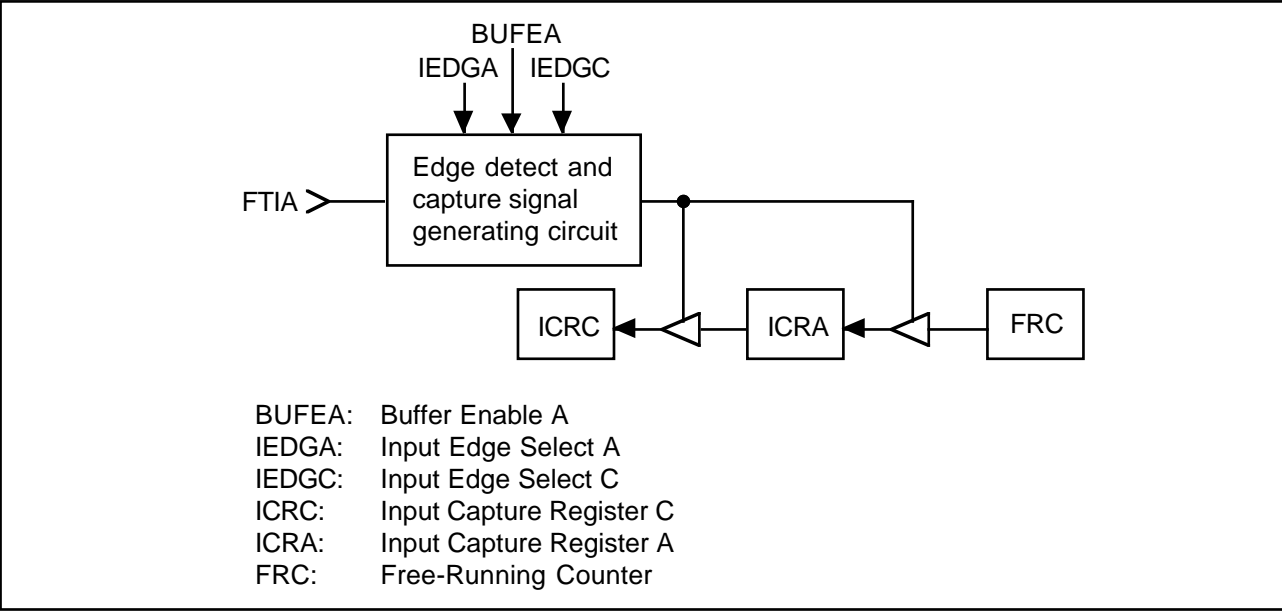 BUFEA
IEDGA IEDGC
FTIA
Edge detect and
capture signal
generating circuit
ICRC ICRA FRC
BUFEA: Buffer Enable A
IEDGA: Input Edge Select A
IEDGC: Input Edge Select C
ICRC: Input Capture Register C
ICRA: Input Capture Register A
FRC: Free-Running Counter